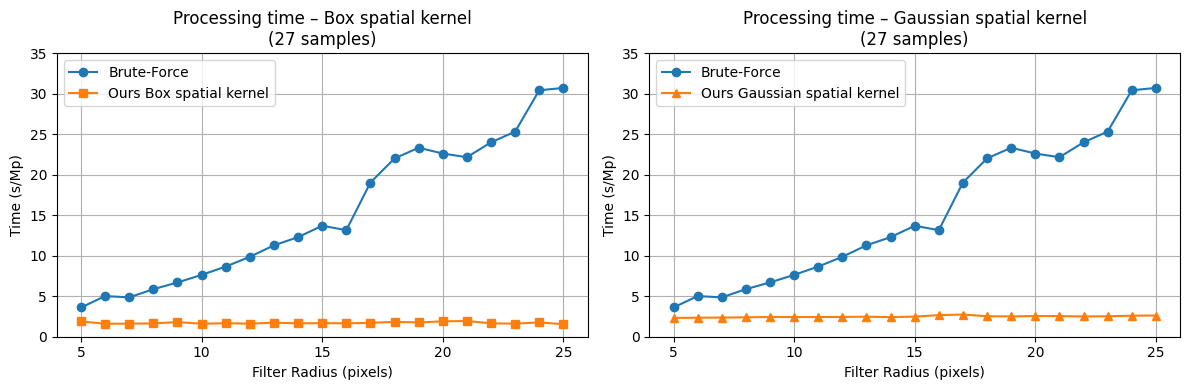 Processing time – Box spatial kernel
(27 samples)
35
30
25
20
15
10
5
0
Time (s/Mp)
Brute-Force
Ours Box spatial kernel
5
10
15
20
25
Filter Radius (pixels)
Processing time – Gaussian spatial kernel
(27 samples)
35
30
25
20
15
10
5
0
Time (s/Mp)
Brute-Force
Ours Gaussian spatial kernel
5
10
15
20
25
Filter Radius (pixels)